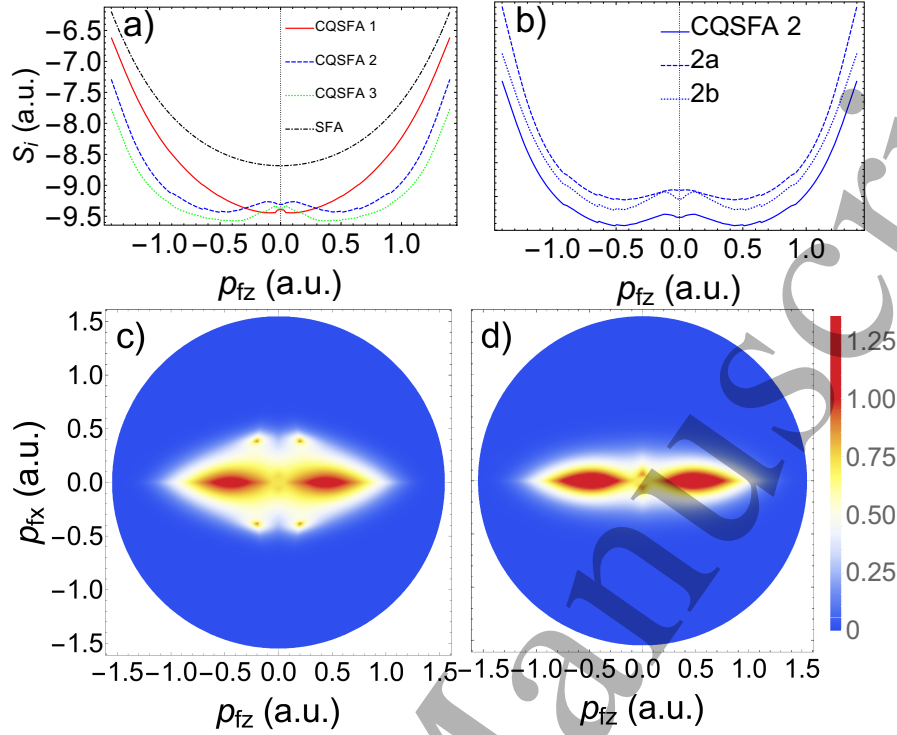 a)
CQSFA 1
CQSFA 2
CQSFA 3
SFA
S_i (a.u.)
−6.5
−7.0
−7.5
−8.0
−8.5
−9.0
−9.5
−1.0 −0.5 0.0 0.5 1.0
p_fz (a.u.)
b)
CQSFA 2
2a
2b
−1.0 −0.5 0.0 0.5 1.0
p_fz (a.u.)
c)
p_fx (a.u.)
1.5
1.0
0.5
0.0
−0.5
−1.0
−1.5
−1.5 −1.0 −0.5 0.0 0.5 1.0 1.5
p_fz (a.u.)
d)
−1.5 −1.0 −0.5 0.0 0.5 1.0 1.5
p_fz (a.u.)
1.25
1.00
0.75
0.50
0.25
0
Manuscri